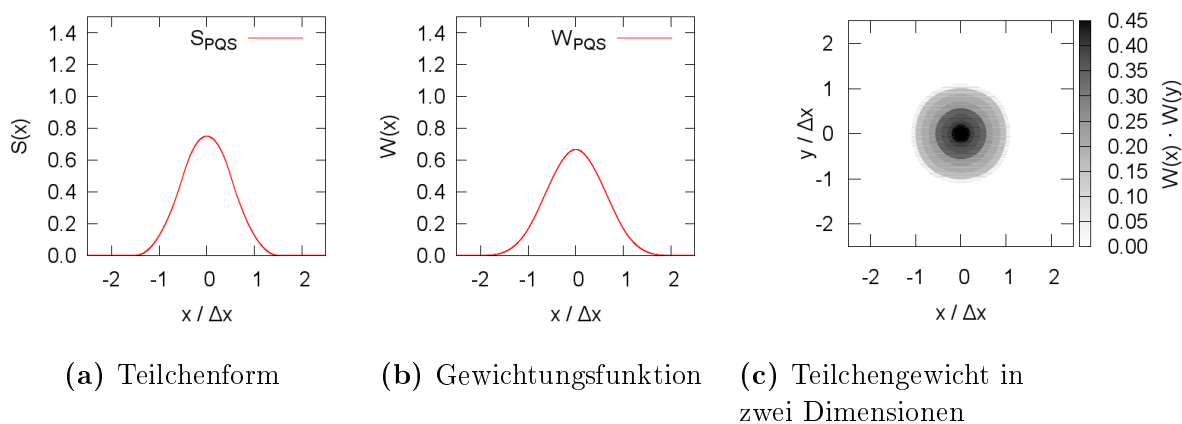 S(x)
1.4
1.2
1.0
0.8
0.6
0.4
0.2
0.0
S_PQS
-2 -1 0 1 2
x / Δx
W(x)
1.4
1.2
1.0
0.8
0.6
0.4
0.2
0.0
W_PQS
-2 -1 0 1 2
x / Δx
y / Δx
2
1
0
-1
-2
-2 -1 0 1 2
x / Δx
0.45
0.40
0.35
0.30
0.25
0.20
0.15
0.10
0.05
0.00
W(x) · W(y)
(a) Teilchenform
(b) Gewichtungsfunktion
(c) Teilchengewicht in
zwei Dimensionen